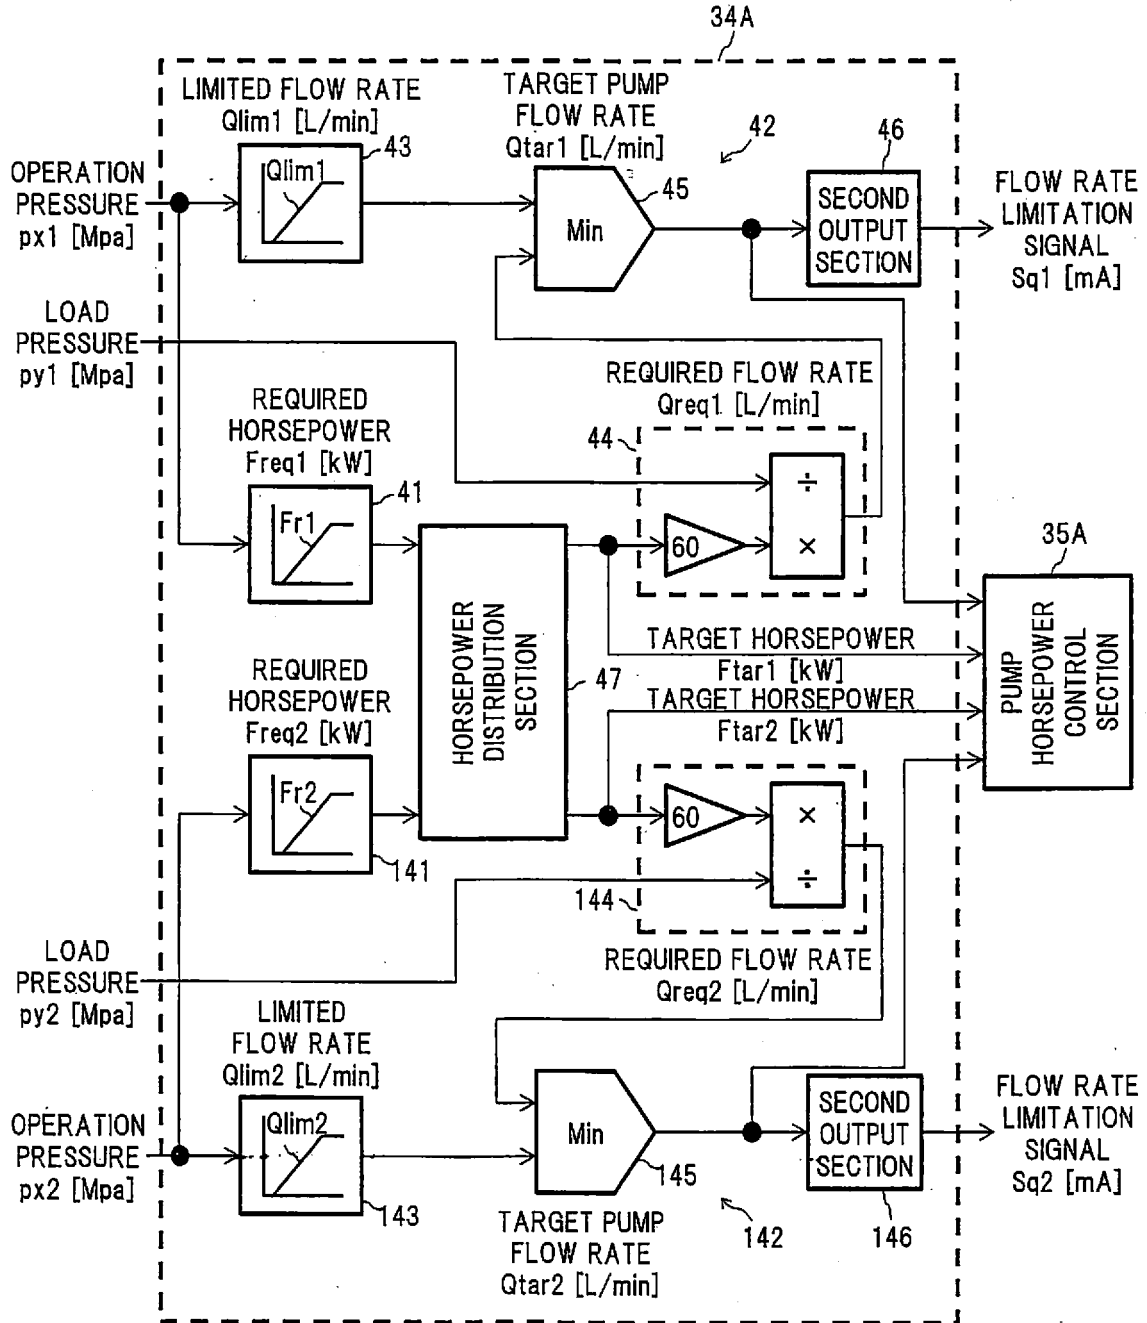 34A
LIMITED FLOW RATE
Qlim1 [L/min]
43
Qlim1
TARGET PUMP
FLOW RATE
Qtar1 [L/min]
42
45
Min
46
SECOND
OUTPUT
SECTION
OPERATION
PRESSURE
px1 [Mpa]
FLOW RATE
LIMITATION
SIGNAL
Sq1 [mA]
LOAD
PRESSURE
py1 [Mpa]
REQUIRED FLOW RATE
Qreq1 [L/min]
44
÷
60
×
REQUIRED
HORSEPOWER
Freq1 [kW]
41
Fr1
35A
PUMP
HORSEPOWER
CONTROL
SECTION
HORSEPOWER
DISTRIBUTION
SECTION
47
TARGET HORSEPOWER
Ftar1 [kW]
TARGET HORSEPOWER
Ftar2 [kW]
REQUIRED
HORSEPOWER
Freq2 [kW]
Fr2
141
60
×
÷
144
REQUIRED FLOW RATE
Qreq2 [L/min]
LOAD
PRESSURE
py2 [Mpa]
LIMITED
FLOW RATE
Qlim2 [L/min]
Qlim2
143
OPERATION
PRESSURE
px2 [Mpa]
Min
145
TARGET PUMP
FLOW RATE
Qtar2 [L/min]
142
SECOND
OUTPUT
SECTION
146
FLOW RATE
LIMITATION
SIGNAL
Sq2 [mA]